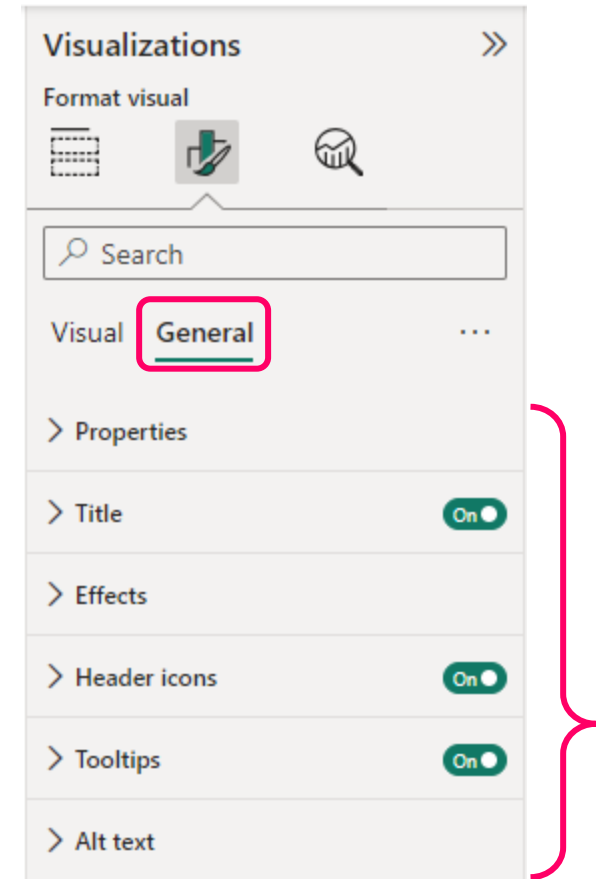 Visualizations
Format visual
Search
Visual General ...
Properties
Title On
Effects
Header icons On
Tooltips On
Alt text